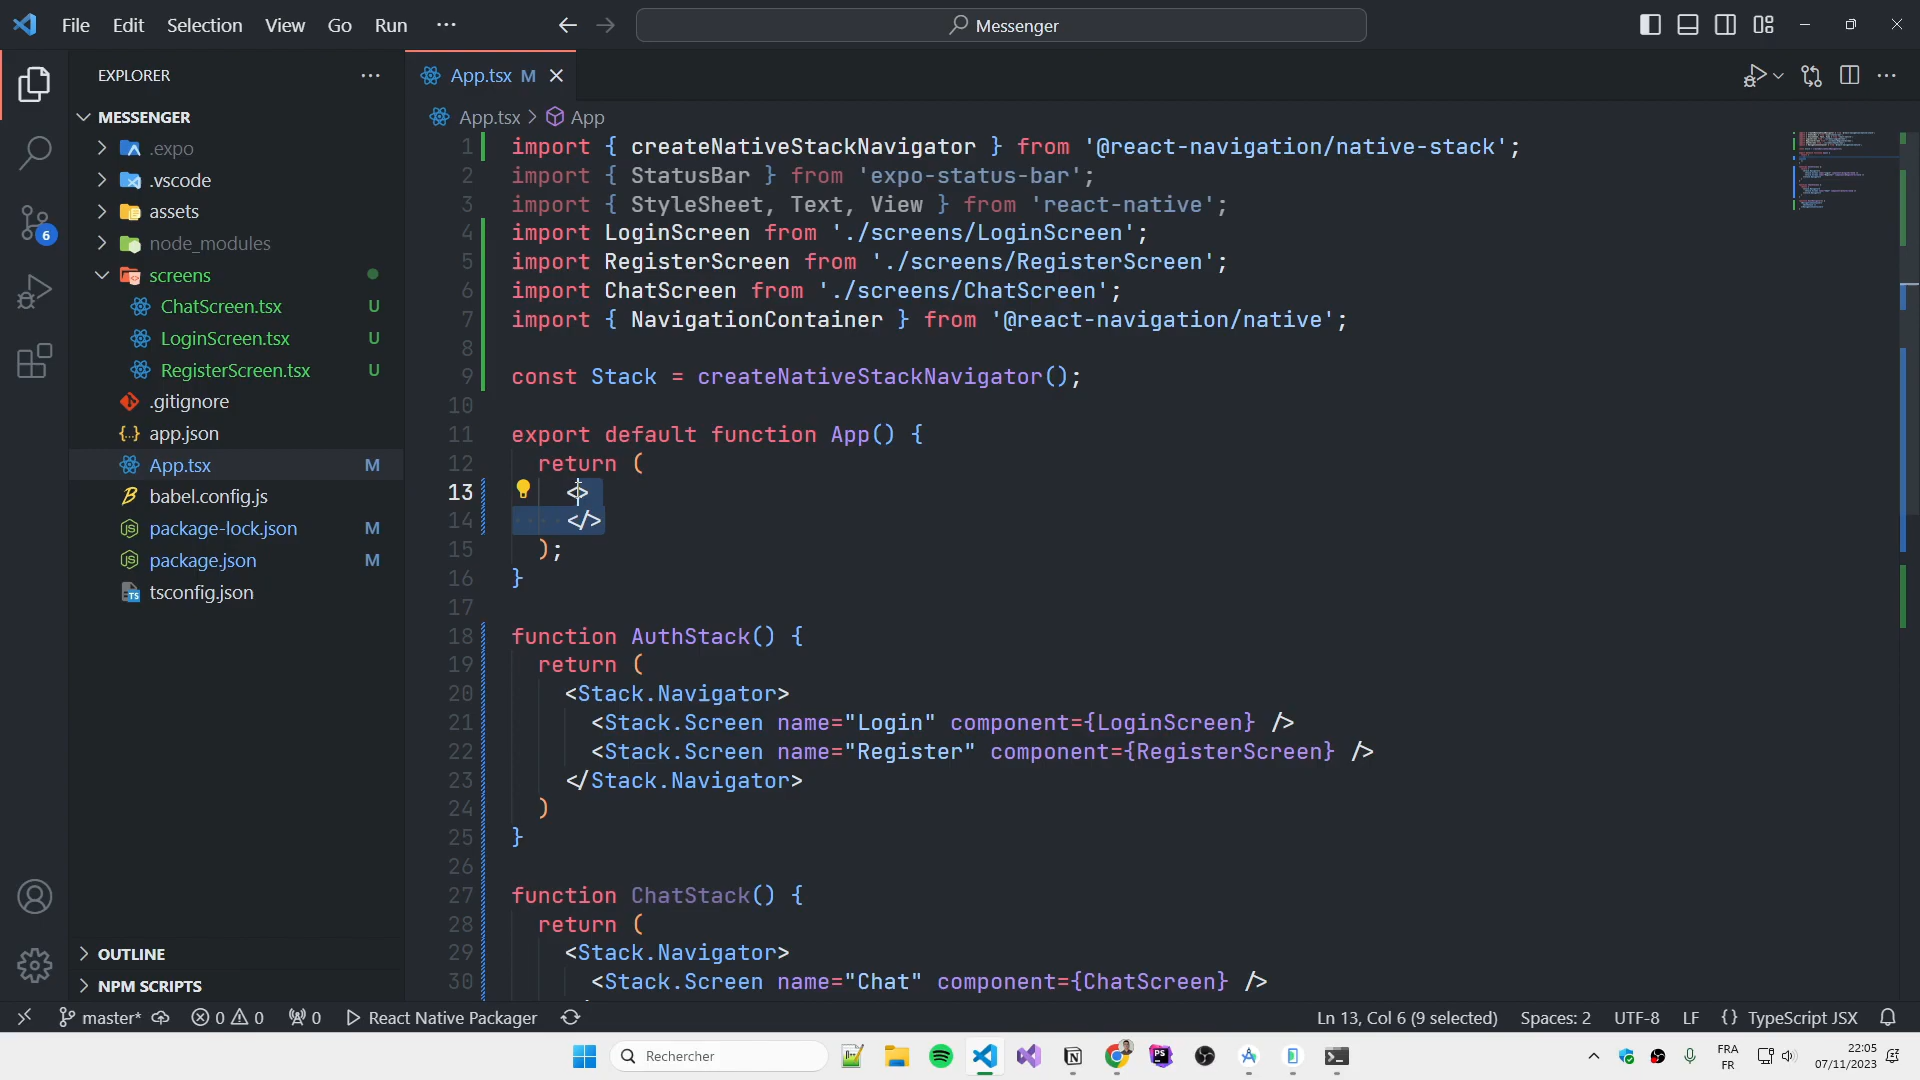 File Edit Selection View Go Run ···
Messenger
EXPLORER
App.tsx M
App.tsx > App
MESSENGER
.expo
.vscode
assets
node_modules
screens
ChatScreen.tsx U
LoginScreen.tsx U
RegisterScreen.tsx U
.gitignore
app.json
App.tsx M
babel.config.js
package-lock.json M
package.json M
tsconfig.json
OUTLINE
NPM SCRIPTS
1 import { createNativeStackNavigator } from '@react-navigation/native-stack';
2 import { StatusBar } from 'expo-status-bar';
3 import { StyleSheet, Text, View } from 'react-native';
4 import LoginScreen from './screens/LoginScreen';
5 import RegisterScreen from './screens/RegisterScreen';
6 import ChatScreen from './screens/ChatScreen';
7 import { NavigationContainer } from '@react-navigation/native';
8
9 const Stack = createNativeStackNavigator();
10
11 export default function App() {
12 return (
13 <>
14 </>
15 );
16 }
17
18 function AuthStack() {
19 return (
20 <Stack.Navigator>
21 <Stack.Screen name="Login" component={LoginScreen} />
22 <Stack.Screen name="Register" component={RegisterScreen} />
23 </Stack.Navigator>
24 )
25 }
26
27 function ChatStack() {
28 return (
29 <Stack.Navigator>
30 <Stack.Screen name="Chat" component={ChatScreen} />
6
master* 0 0 0 React Native Packager
Ln 13, Col 6 (9 selected) Spaces: 2 UTF-8 LF {} TypeScript JSX
Rechercher
PS
FRA
FR
22:05
07/11/2023